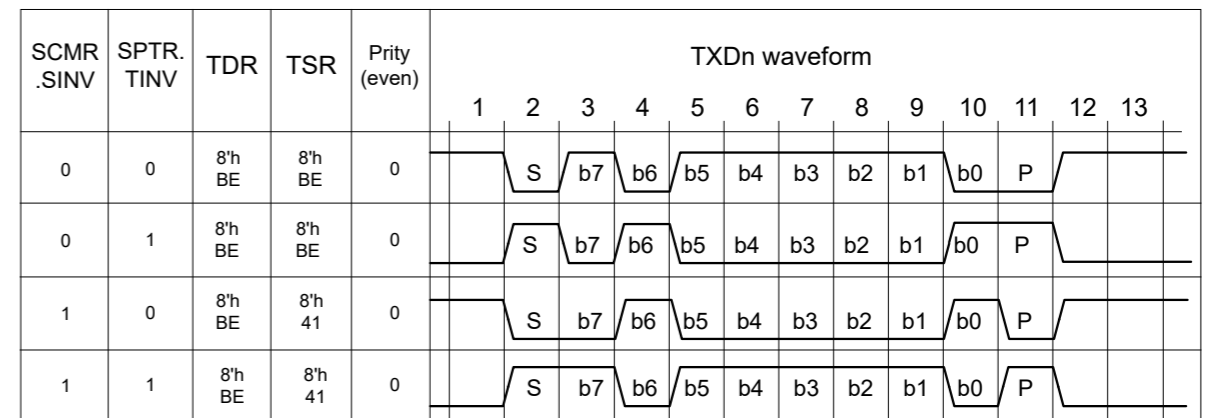 SCMR .SINV SPTR. TINV TDR TSR Prity (even) TXDn waveform
1 2 3 4 5 6 7 8 9 10 11 12 13
0 0 8'h BE 8'h BE 0 S b7 b6 b5 b4 b3 b2 b1 b0 P
0 1 8'h BE 8'h BE 0 S b7 b6 b5 b4 b3 b2 b1 b0 P
1 0 8'h BE 8'h 41 0 S b7 b6 b5 b4 b3 b2 b1 b0 P
1 1 8'h BE 8'h 41 0 S b7 b6 b5 b4 b3 b2 b1 b0 P